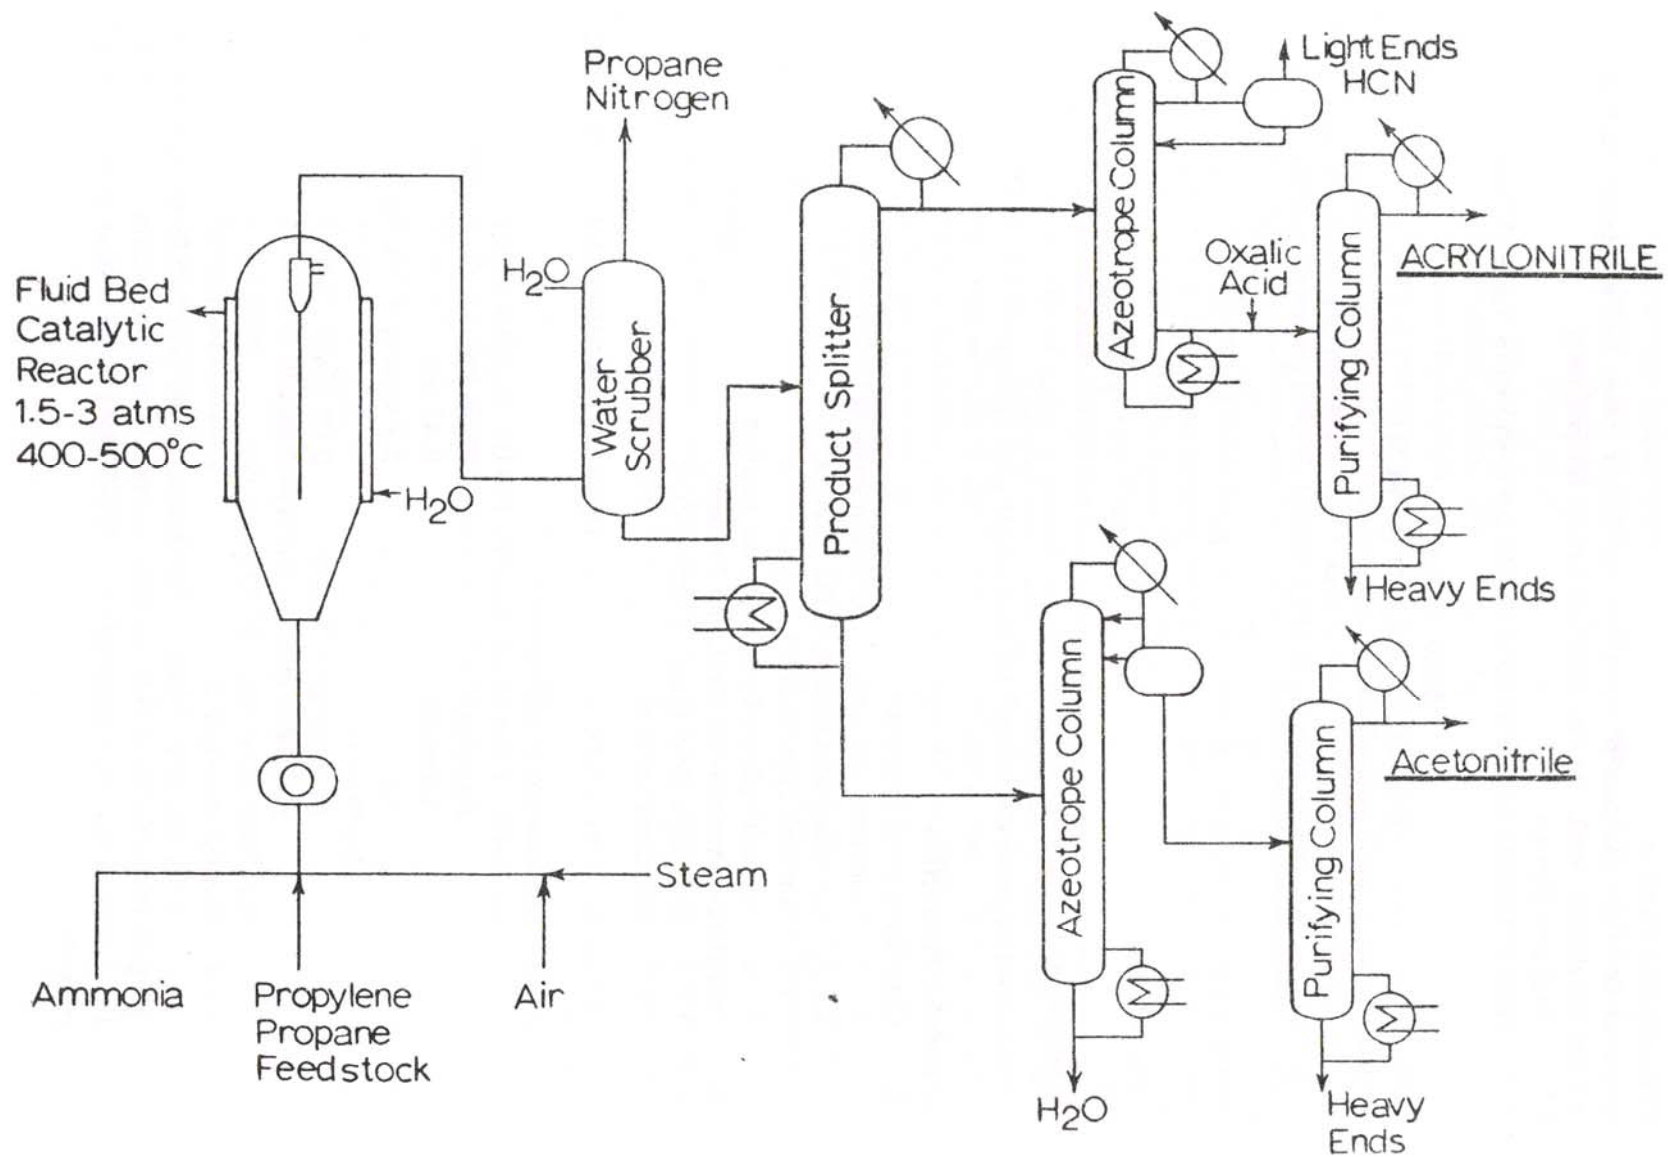 Propane
Nitrogen
Light Ends
HCN
Azeotrope Column
Oxalic
Acid
ACRYLONITRILE
Purifying Column
Heavy Ends
H₂O
Water
Scrubber
Product Splitter
Fluid Bed
Catalytic
Reactor
1.5-3 atms
400-500°C
H₂O
Steam
Ammonia
Propylene
Propane
Feedstock
Air
Azeotrope Column
H₂O
Purifying Column
Acetonitrile
Heavy
Ends